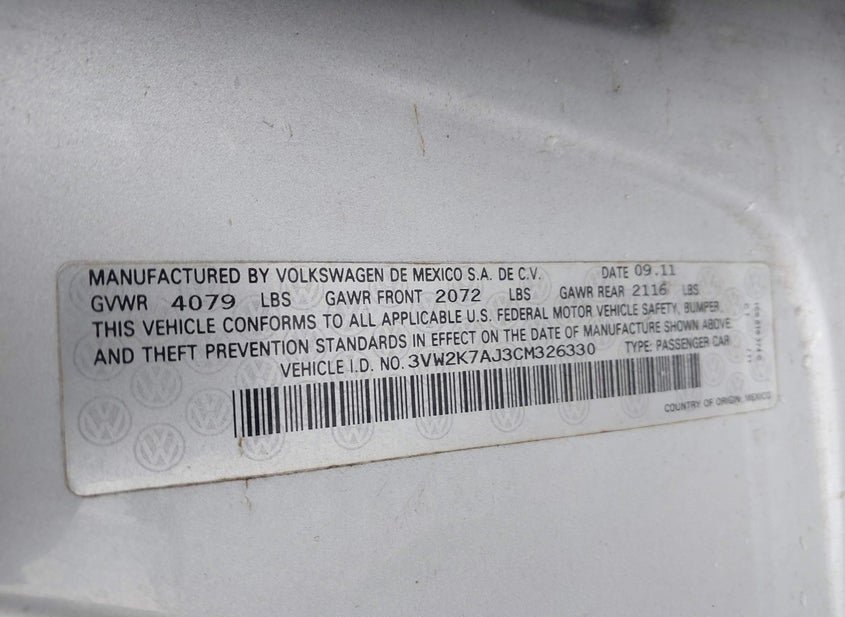 MANUFACTURED BY VOLKSWAGEN DE MEXICO S.A. DE C.V. DATE 09.11
GVWR 4079 LBS GAWR FRONT 2072 LBS GAWR REAR 2116 LBS
THIS VEHICLE CONFORMS TO ALL APPLICABLE U.S. FEDERAL MOTOR VEHICLE SAFETY, BUMPER,
AND THEFT PREVENTION STANDARDS IN EFFECT ON THE DATE OF MANUFACTURE SHOWN ABOVE.
VEHICLE I.D. NO. 3VW2K7AJ3CM326330 TYPE: PASSENGER CAR
COUNTRY OF ORIGIN: MEXICO